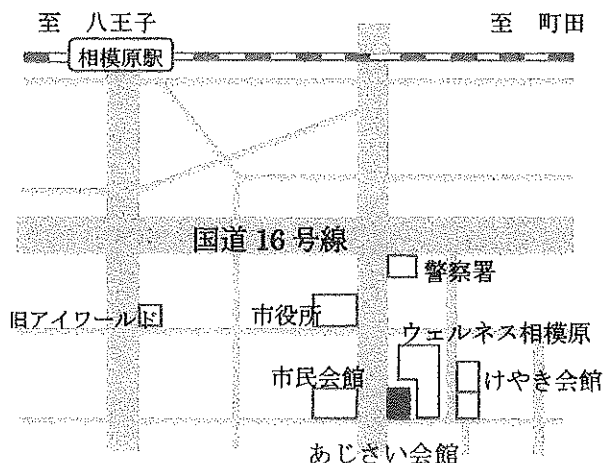 至 八王子
至 町田
相模原駅
国道16号線
警察署
旧アイワールド
市役所
ウェルネス相模原
市民会館
けやき会館
あじさい会館